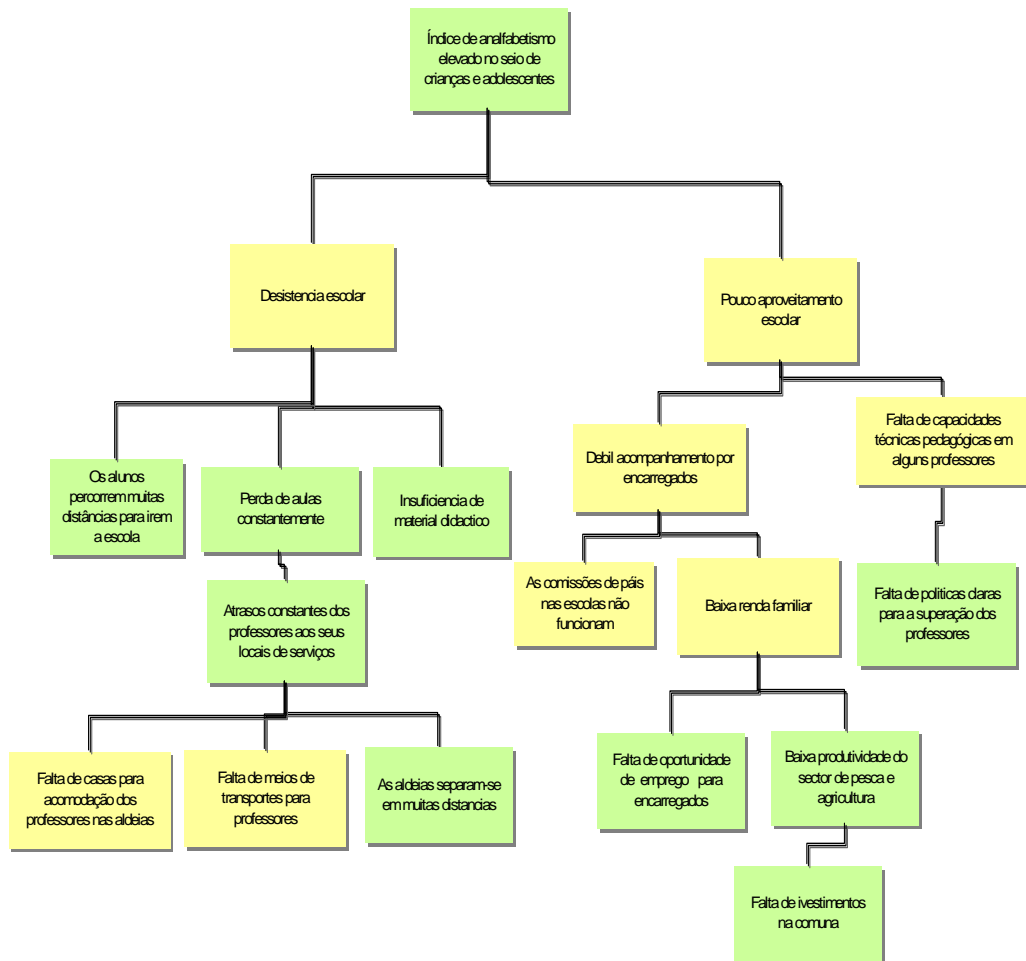 Índice de analfabetismo
elevado no seio de
crianças e adolescentes
Desistencia escolar
Pouco aproveitamento
escolar
Os alunos
percorrem muitas
distâncias para irem
a escola
Perda de aulas
constantemente
Insuficiencia de
material didactico
Debil acompanhamento por
encarregados
Falta de capacidades
técnicas pedagógicas em
alguns professores
Atrasos constantes dos
professores aos seus
locais de serviços
As comissões de páis
nas escolas não
funcionam
Baixa renda familiar
Falta de politicas claras
para a superação dos
professores
Falta de casas para
acomodação dos
professores nas aldeias
Falta de meios de
transportes para
professores
As aldeias separam-se
em muitas distancias
Falta de oportunidade
de emprego para
encarregados
Baixa produtividade do
sector de pesca e
agricultura
Falta de ivestimentos
na comuna